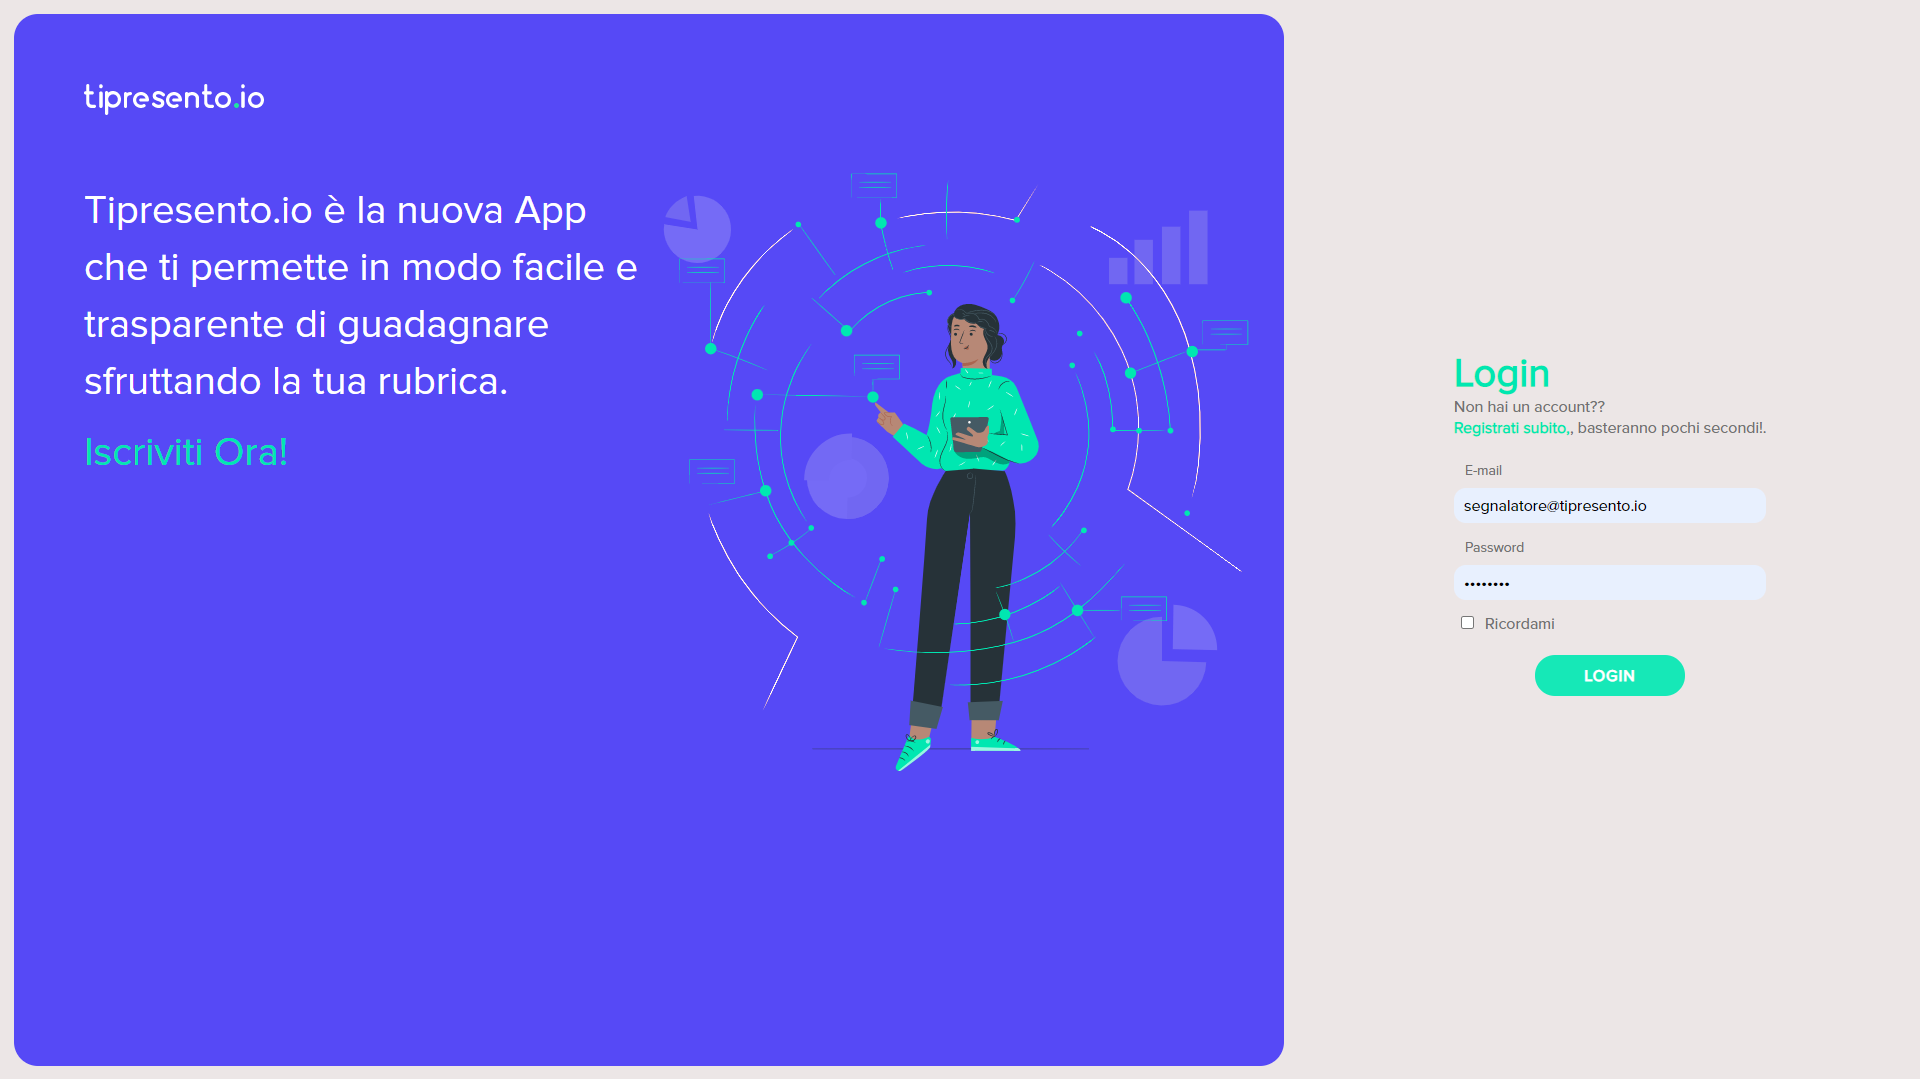 tipresento.io
Tipresento.io è la nuova App
che ti permette in modo facile e
trasparente di guadagnare
sfruttando la tua rubrica.
Iscriviti Ora!
Login
Non hai un account??
Registrati subito,, basteranno pochi secondi!.
E-mail
segnalatore@tipresento.io
Password
••••••••
Ricordami
LOGIN